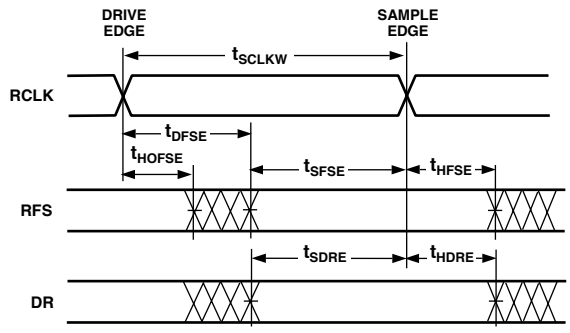 DRIVE
EDGE
SAMPLE
EDGE
tSCLKW
RCLK
tDFSE
tHOFSE
tSFSE
tHFSE
RFS
tSDRE
tHDRE
DR